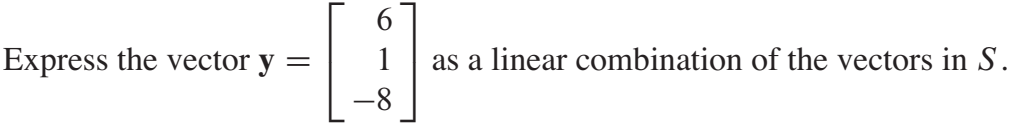 Express the vector y = [ 6 1 −8 ] as a linear combination of the vectors in S.